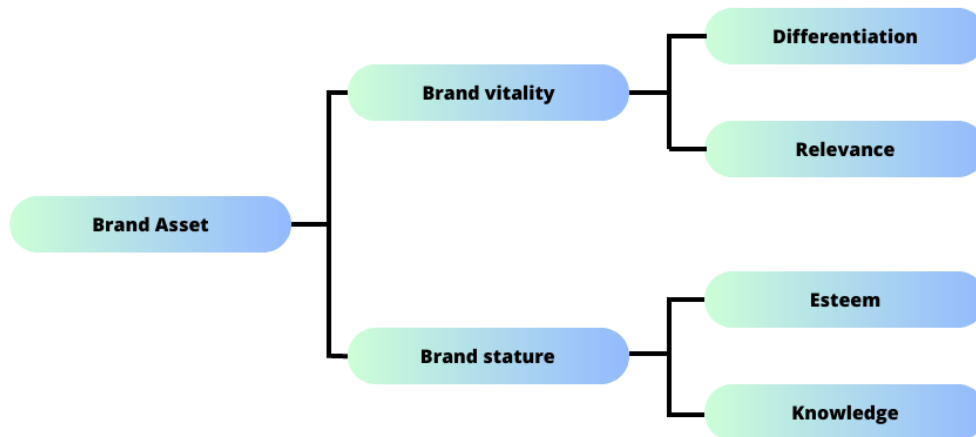 Differentiation
Brand vitality
Relevance
Brand Asset
Esteem
Brand stature
Knowledge